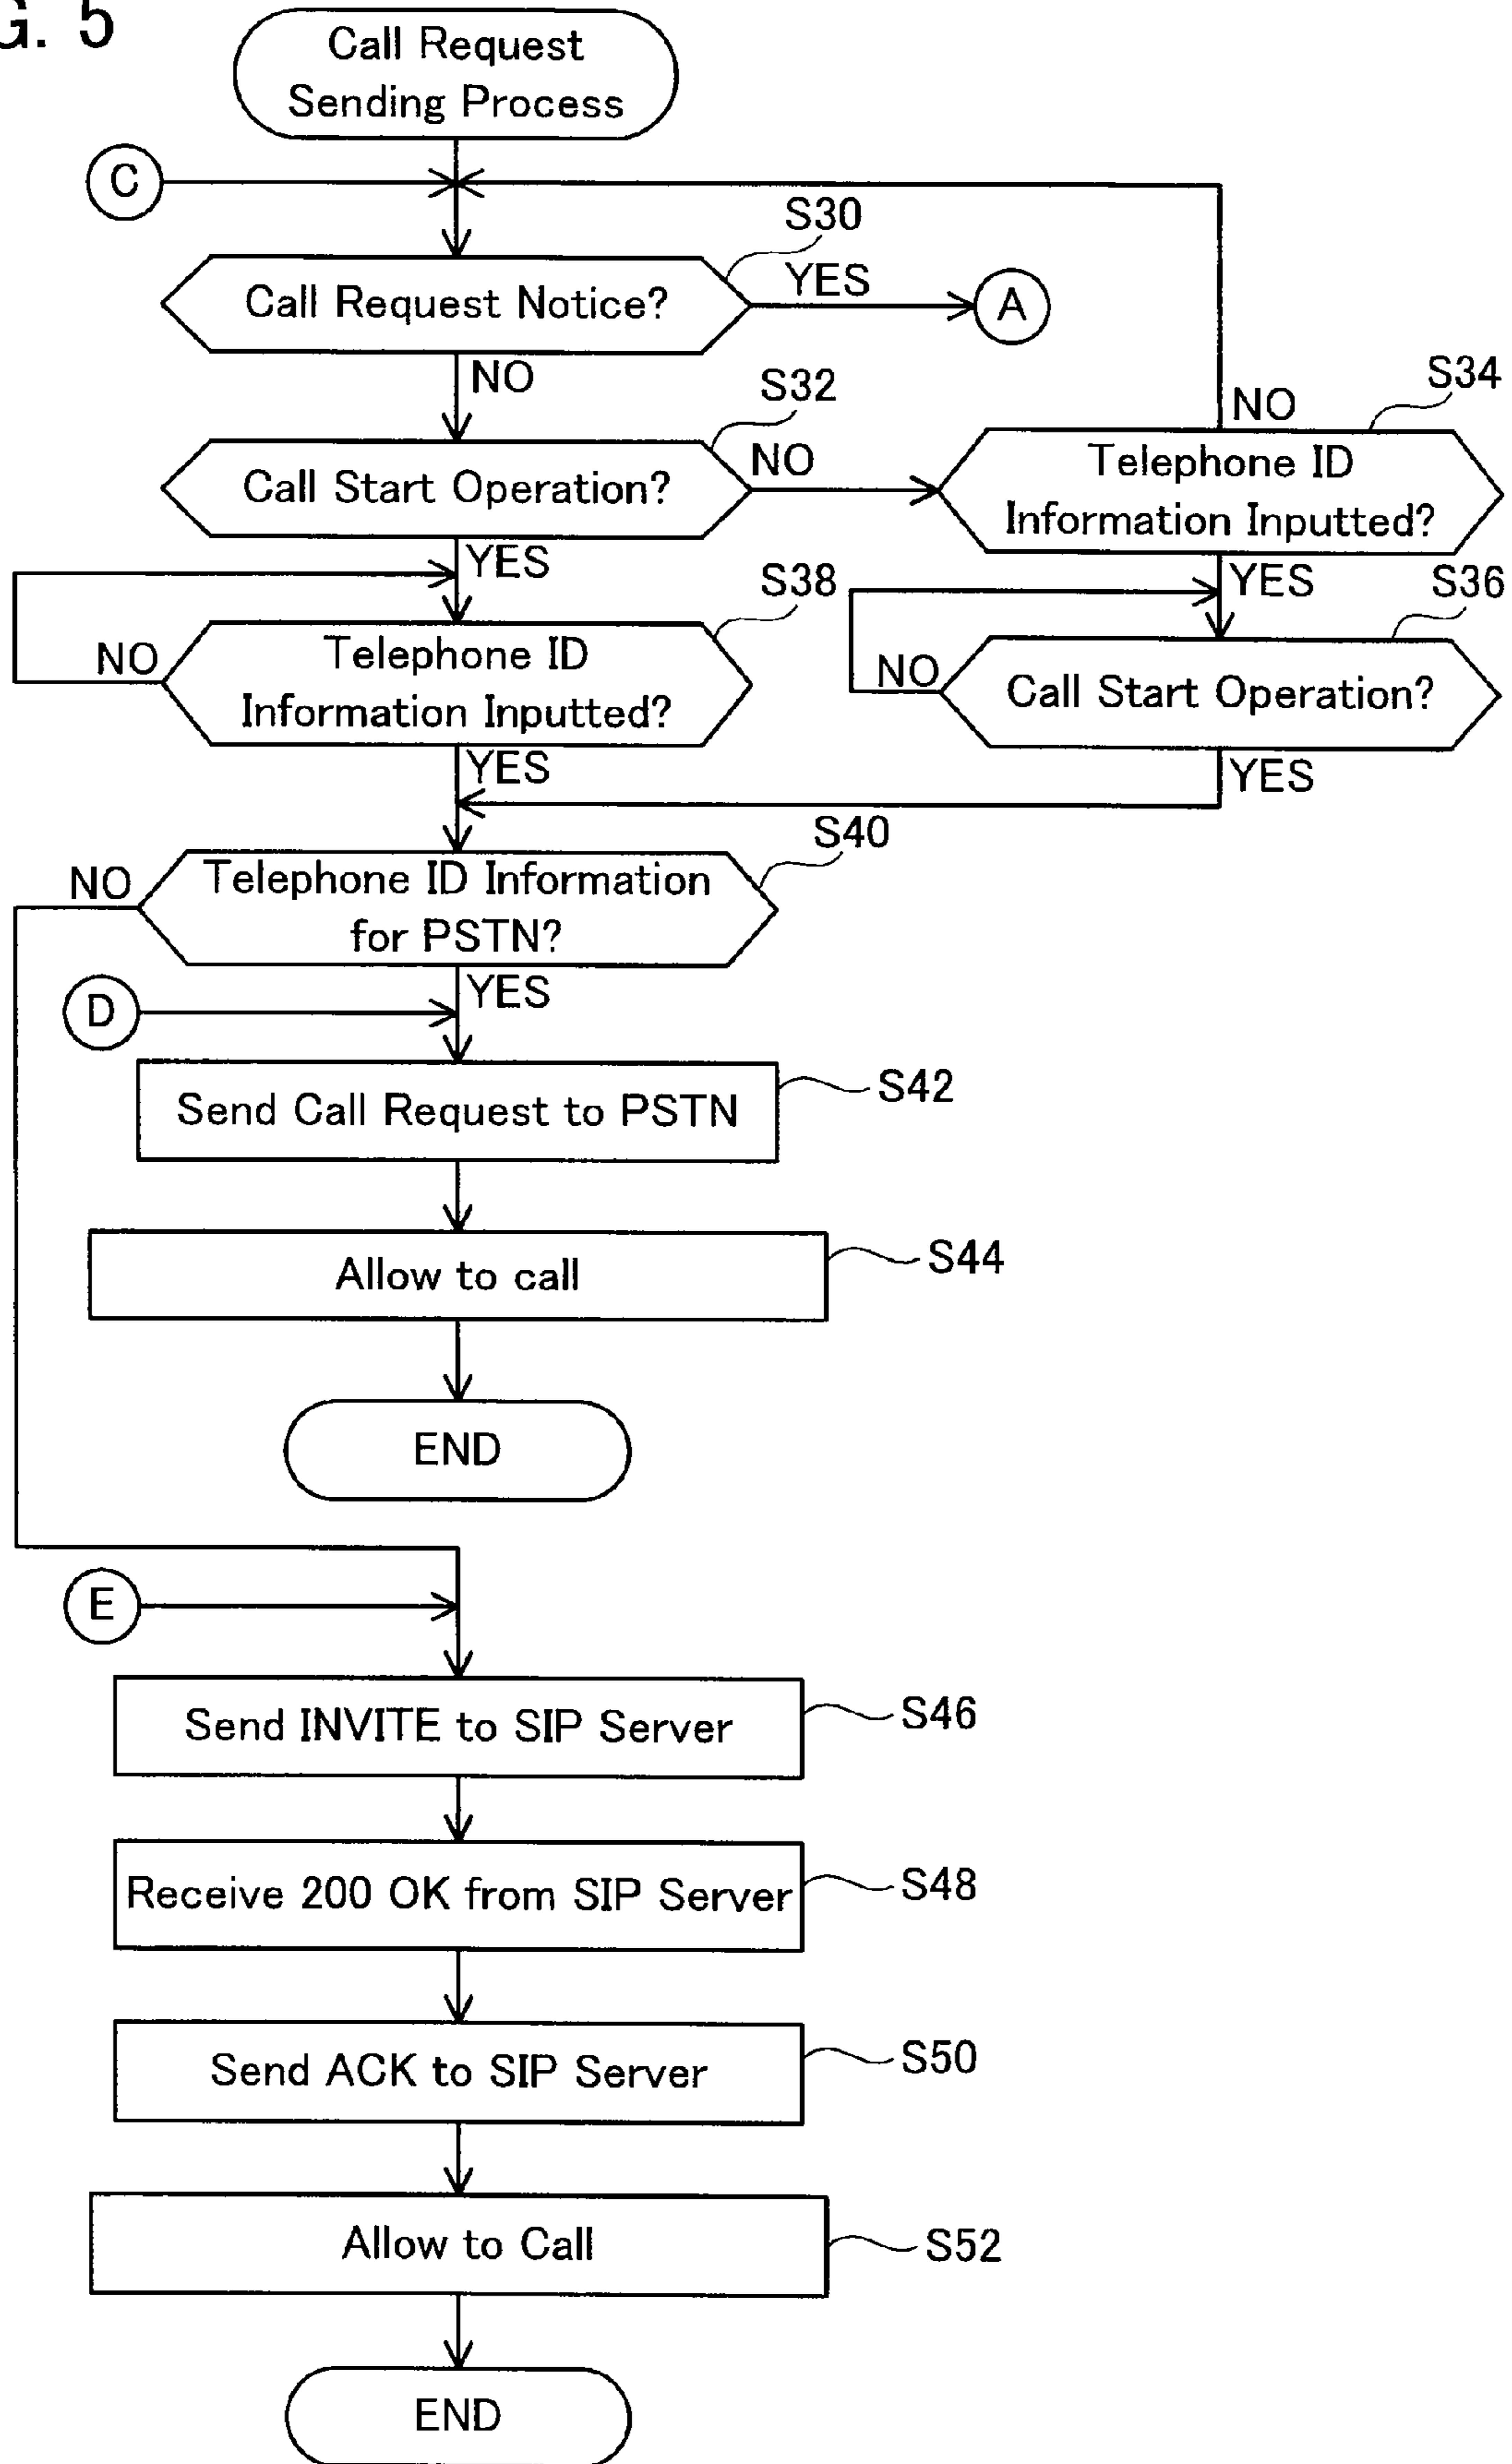 G. 5
Call Request
Sending Process
C
S30
Call Request Notice?
YES
A
NO
S32
Call Start Operation?
NO
S34
NO
Telephone ID
Information Inputted?
YES
S38
NO
Telephone ID
Information Inputted?
YES
YES
S36
NO
Call Start Operation?
YES
S40
NO
Telephone ID Information
for PSTN?
YES
D
Send Call Request to PSTN
S42
Allow to call
S44
END
E
Send INVITE to SIP Server
S46
Receive 200 OK from SIP Server
S48
Send ACK to SIP Server
S50
Allow to Call
S52
END